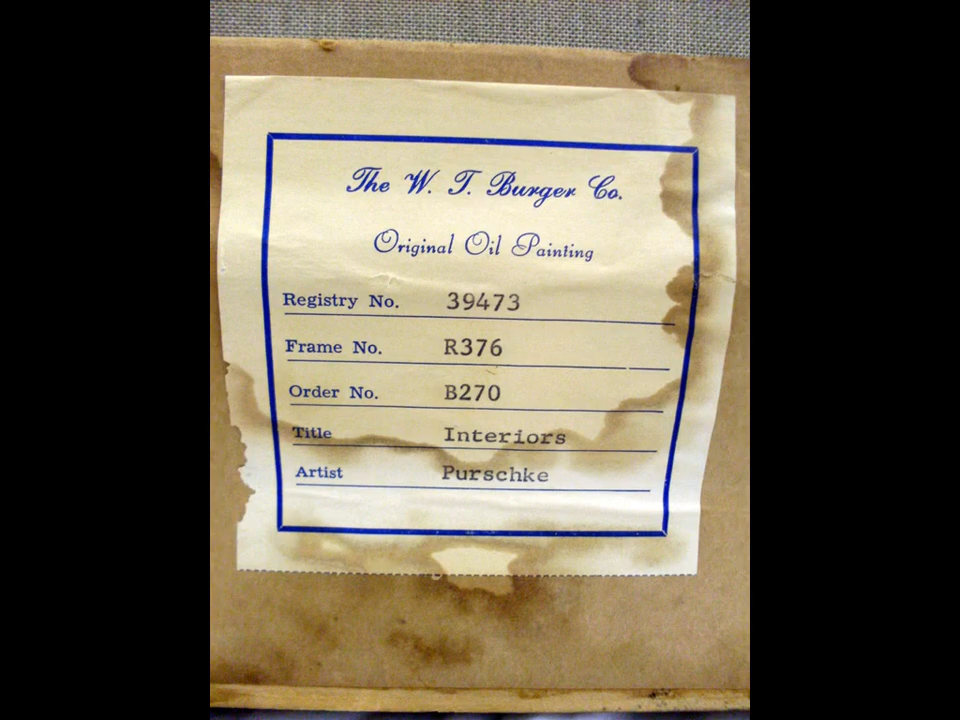 The W. T. Burger Co.
Original Oil Painting
Registry No. 39473
Frame No. R376
Order No. B270
Title Interiors
Artist Purschke